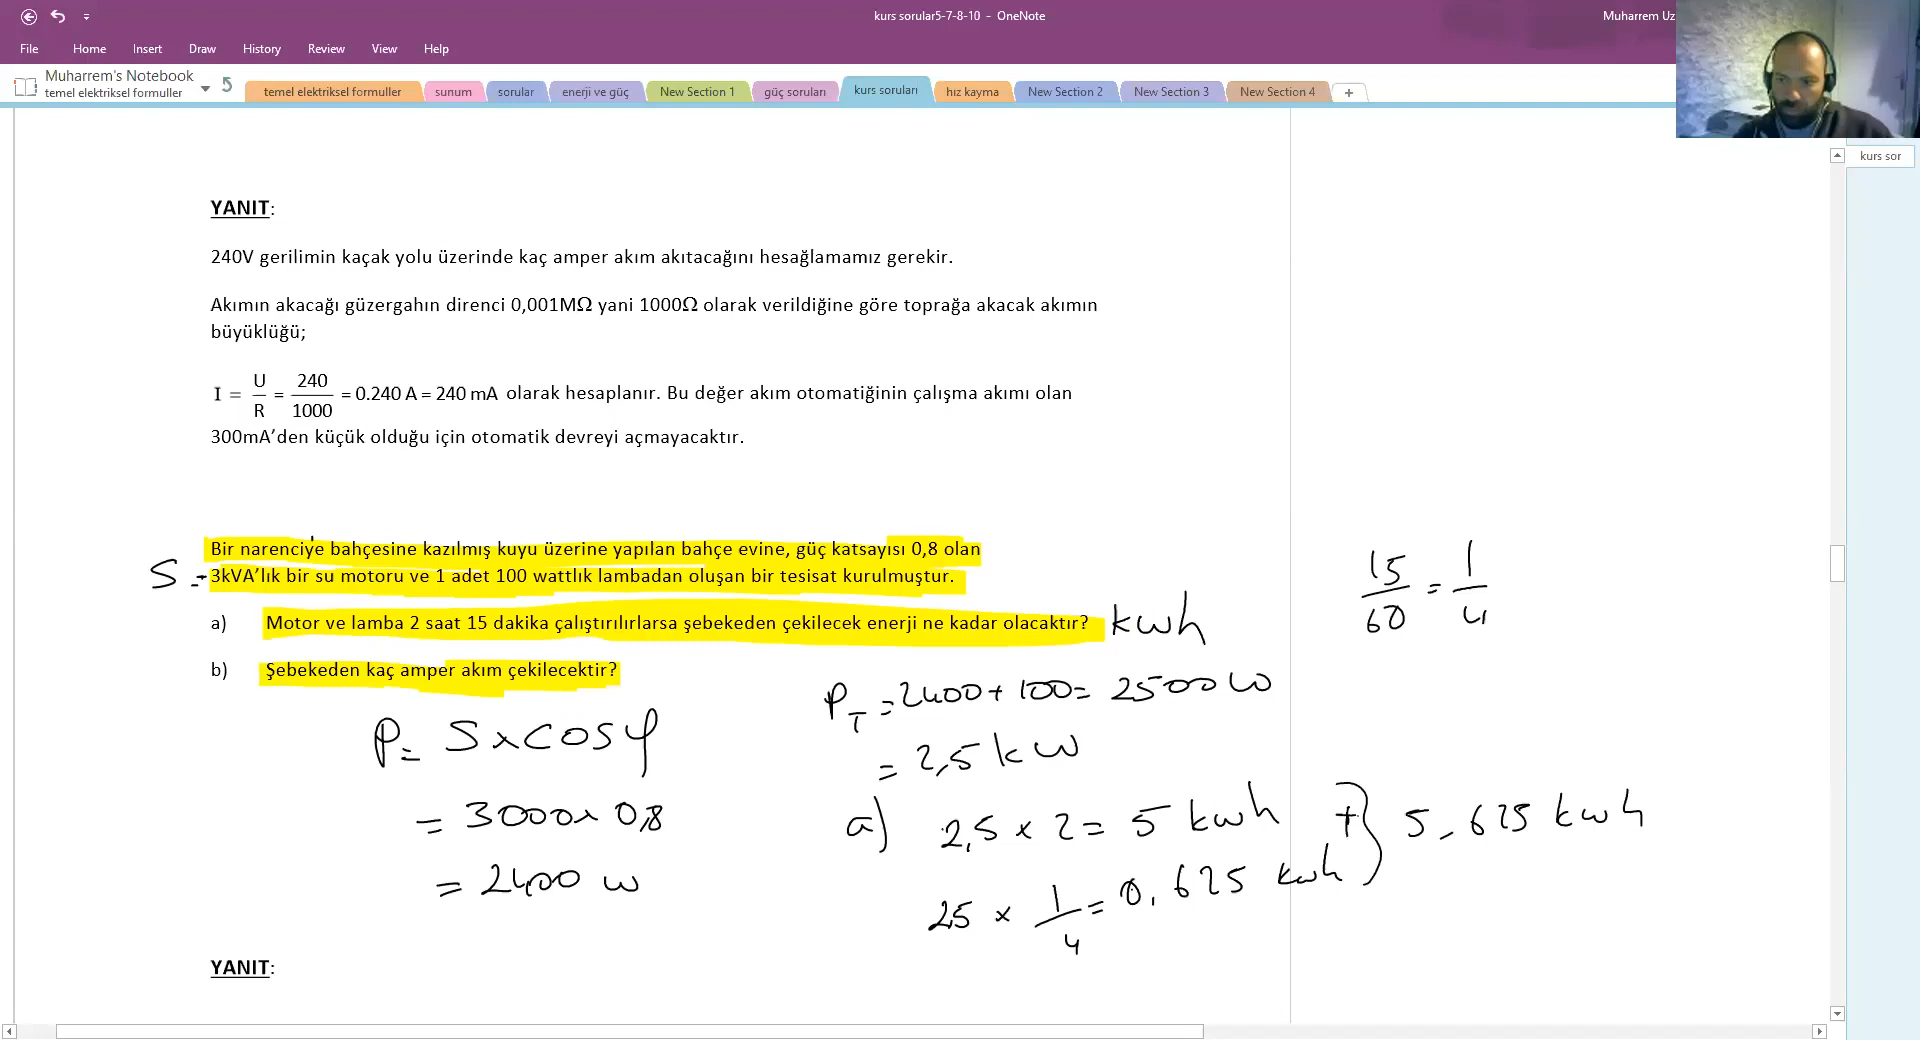 kurs sorular5-7-8-10 - OneNote
Muharrem Uz
File Home Insert Draw History Review View Help
Muharrem's Notebook
temel elektriksel formuller
temel elektriksel formuller sunum sorular enerji ve güç New Section 1 güç soruları kurs soruları hız kayma New Section 2 New Section 3 New Section 4 +
kurs sor
YANIT:
240V gerilimin kaçak yolu üzerinde kaç amper akım akıtacağını hesağlamamız gerekir.
Akımın akacağı güzergahın direnci 0,001MΩ yani 1000Ω olarak verildiğine göre toprağa akacak akımın
büyüklüğü;
I = U/R = 240/1000 = 0.240 A = 240 mA olarak hesaplanır. Bu değer akım otomatiğinin çalışma akımı olan
300mA’den küçük olduğu için otomatik devreyi açmayacaktır.
Bir narenciye bahçesine kazılmış kuyu üzerine yapılan bahçe evine, güç katsayısı 0,8 olan
S = 3kVA’lık bir su motoru ve 1 adet 100 wattlık lambadan oluşan bir tesisat kurulmuştur.
15/60 = 1/4
a) Motor ve lamba 2 saat 15 dakika çalıştırılırlarsa şebekeden çekilecek enerji ne kadar olacaktır? kwh
b) Şebekeden kaç amper akım çekilecektir?
P = S x cos φ
= 3000 x 0,8
= 2400 w
P_T = 2400 + 100 = 2500 w
= 2,5 kw
a) 2,5 x 2 = 5 kwh
25 x 1/4 = 0.625 kwh
+} 5.625 kwh
YANIT: